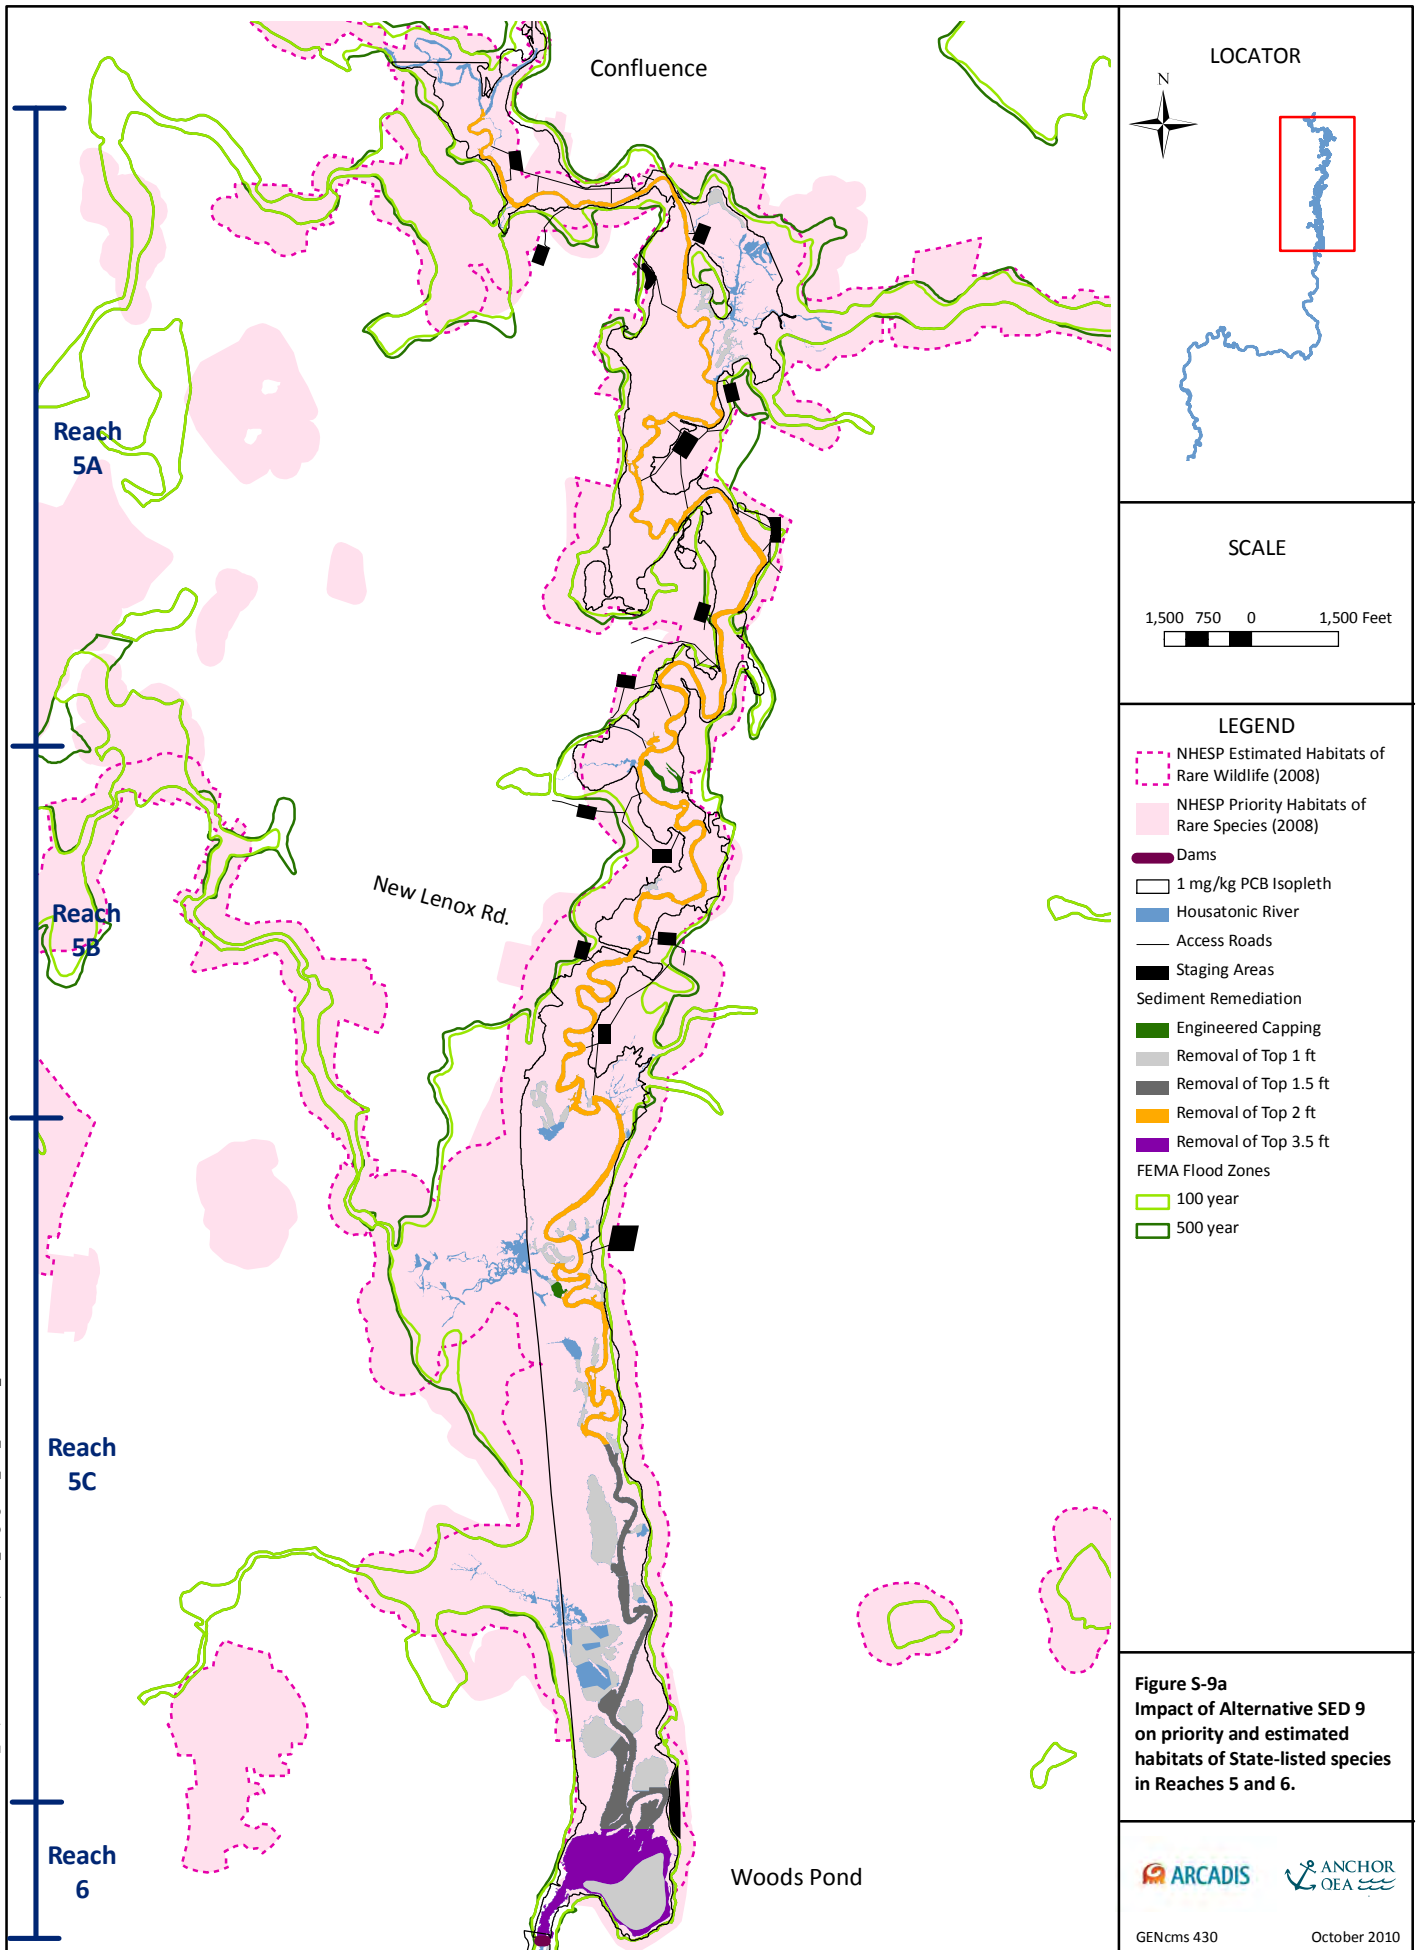 Confluence
Reach
5A
Reach
5B
New Lenox Rd.
Reach
5C
Reach
6
Woods Pond
LOCATOR
N
SCALE
1,500 750 0 1,500 Feet
LEGEND
NHESP Estimated Habitats of
Rare Wildlife (2008)
NHESP Priority Habitats of
Rare Species (2008)
Dams
1 mg/kg PCB Isopleth
Housatonic River
Access Roads
Staging Areas
Sediment Remediation
Engineered Capping
Removal of Top 1 ft
Removal of Top 1.5 ft
Removal of Top 2 ft
Removal of Top 3.5 ft
FEMA Flood Zones
100 year
500 year
Figure S-9a
Impact of Alternative SED 9
on priority and estimated
habitats of State-listed species
in Reaches 5 and 6.
ARCADIS
ANCHOR
QEA
GENcms 430 October 2010